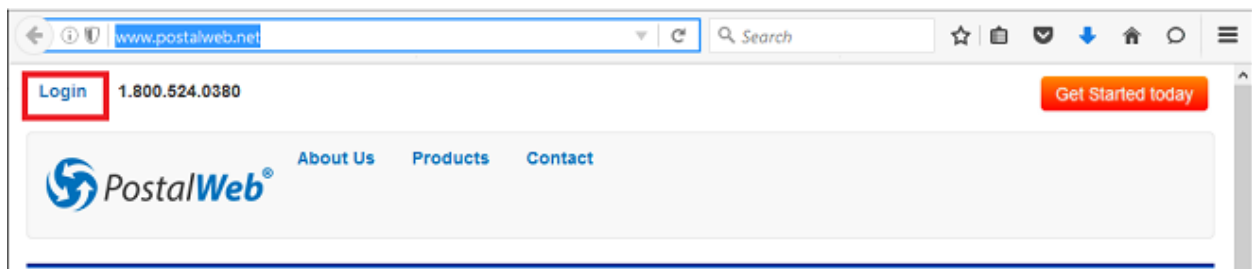 www.postalweb.net Search
Login 1.800.524.0380 Get Started today
About Us Products Contact
PostalWeb®